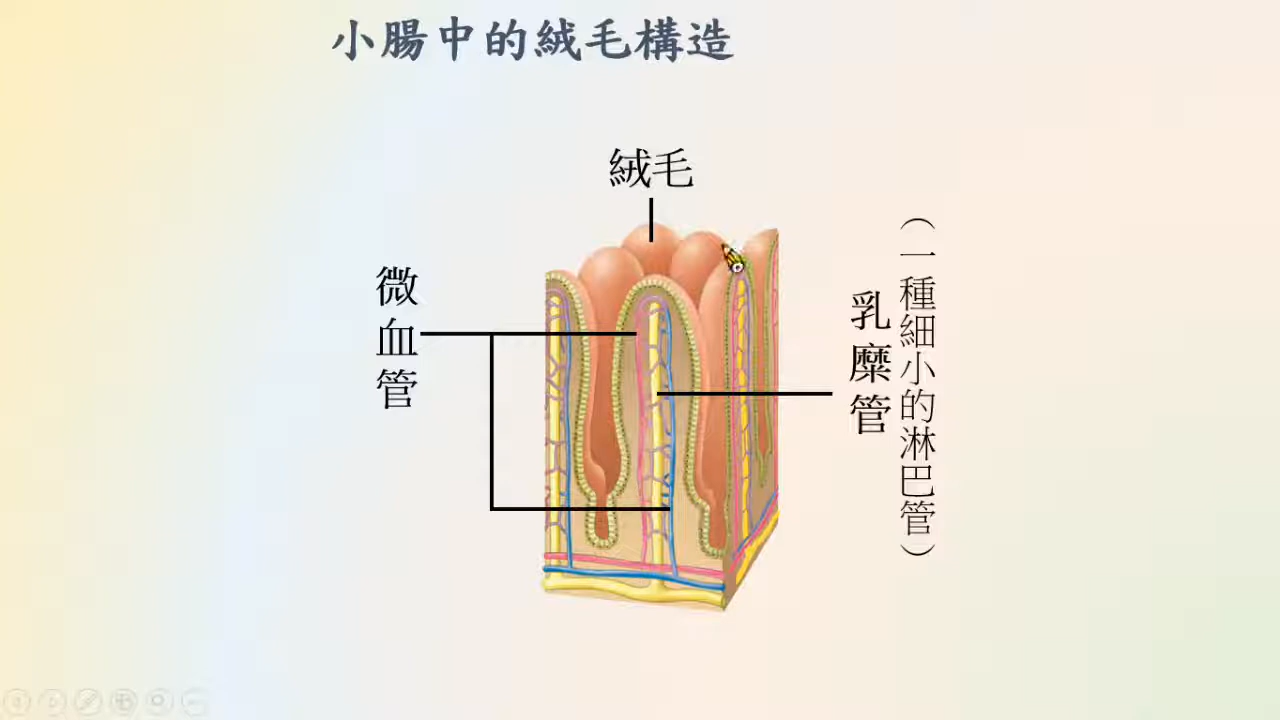 小腸中的絨毛構造
絨毛
微血管
乳糜管
（一種細小的淋巴管）